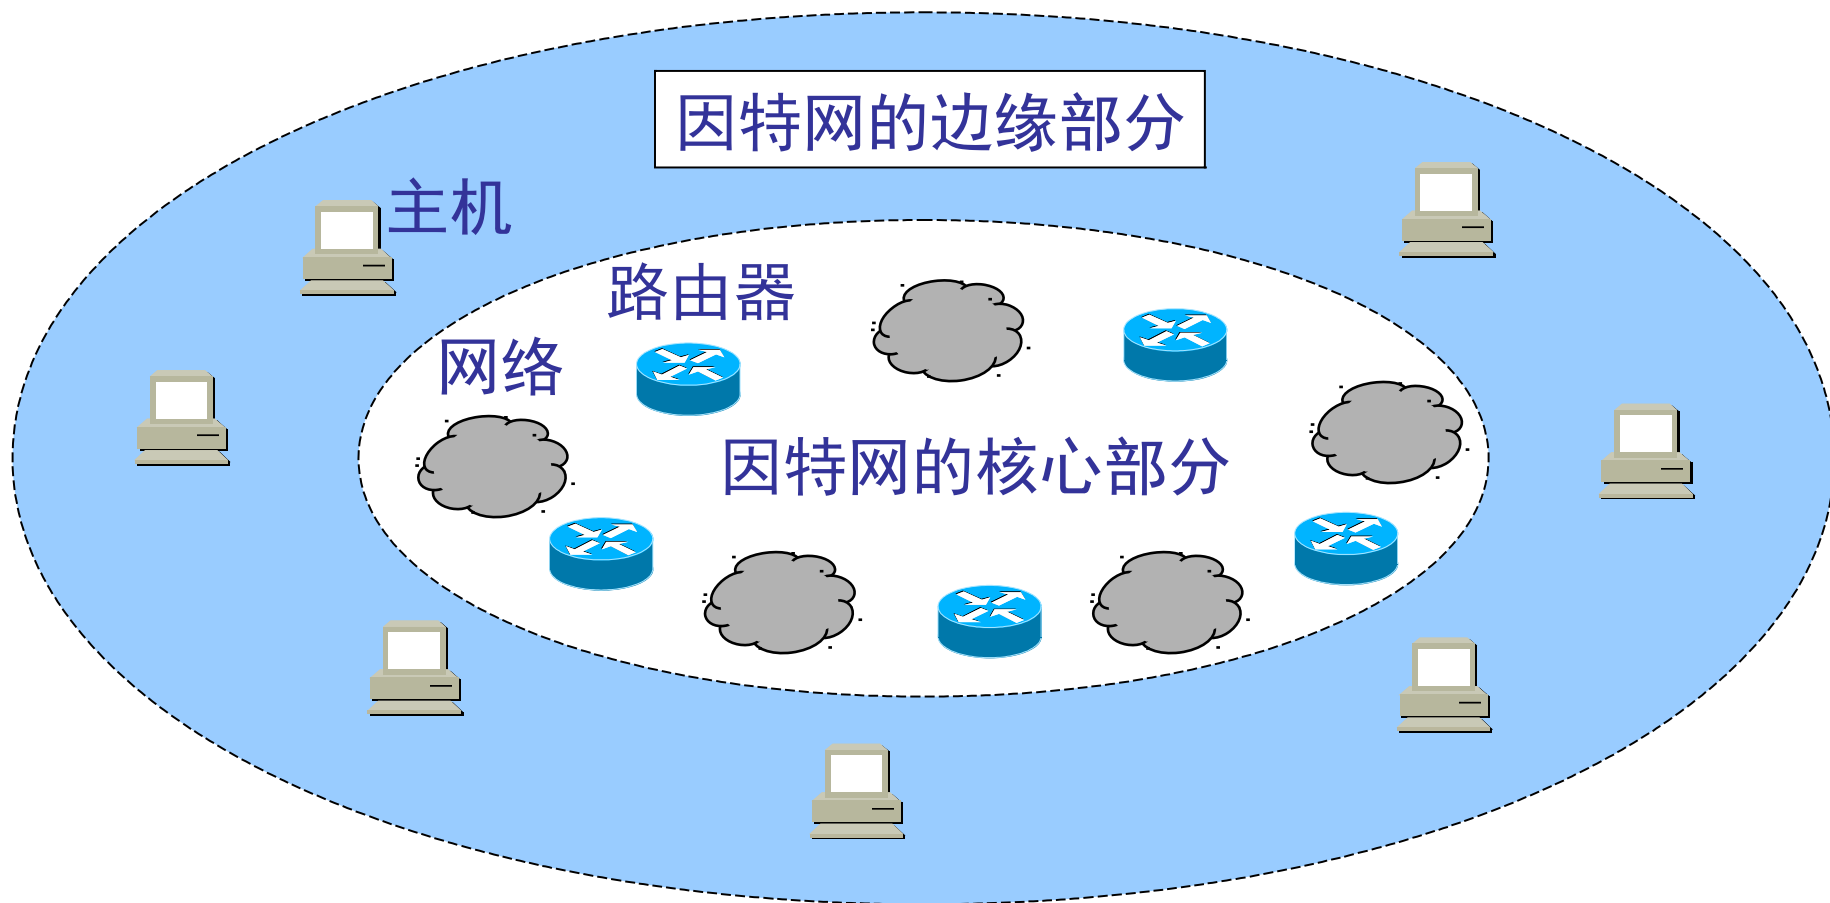 因特网的边缘部分
主机
路由器
网络
因特网的核心部分